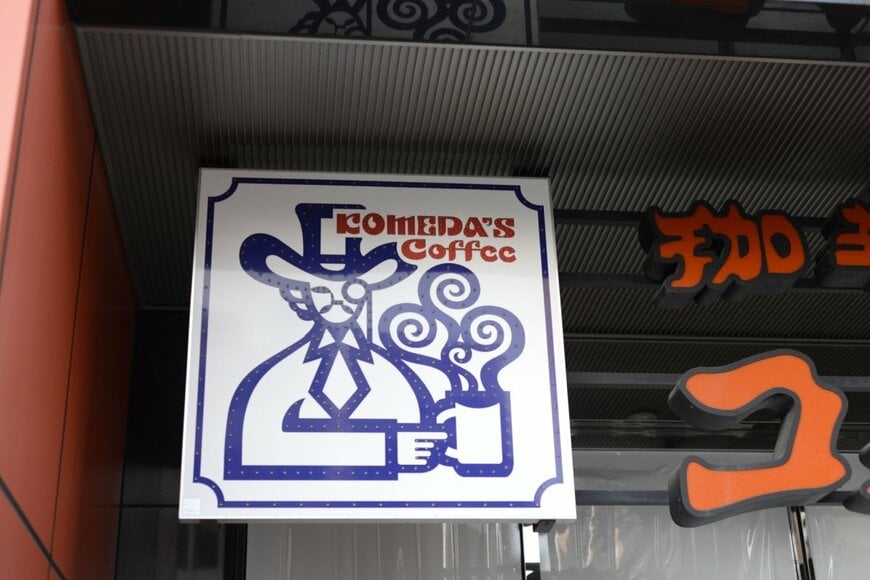 KOMEDA'S
Coffee
珈
コ